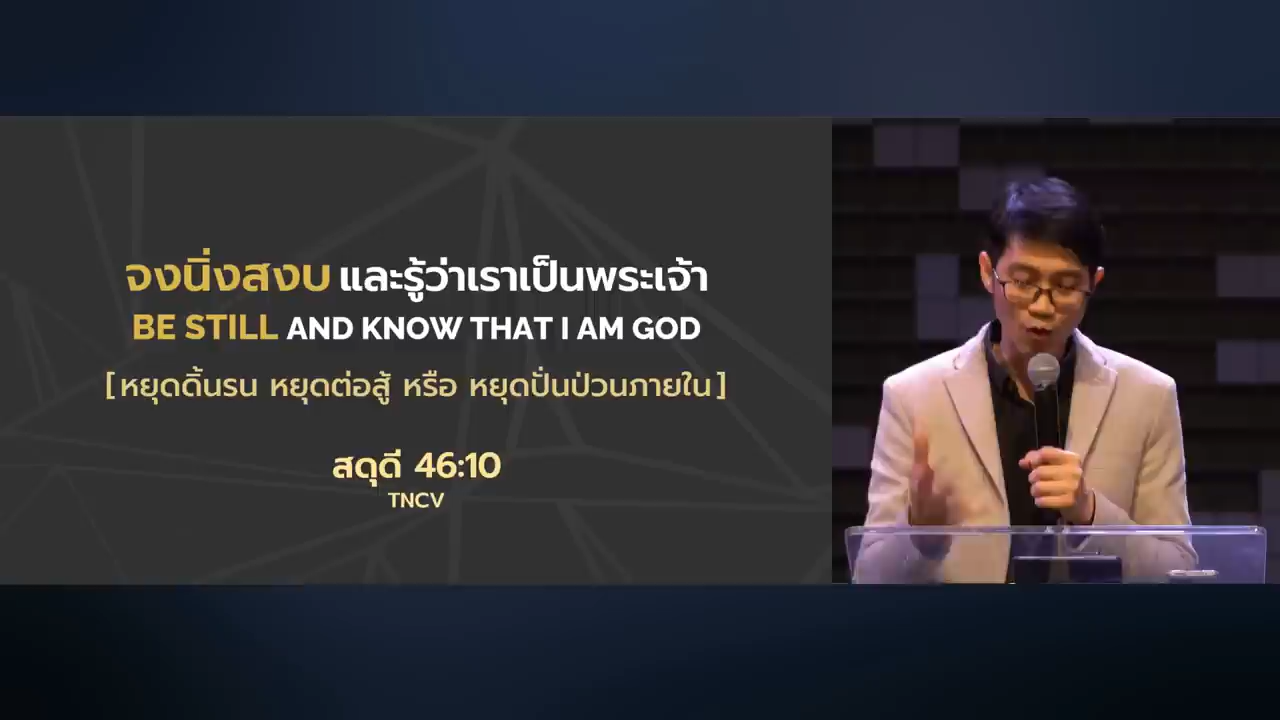 จงนิ่งสงบ และรู้ว่าเราเป็นพระเจ้า
BE STILL AND KNOW THAT I AM GOD
[หยุดดิ้นรน หยุดต่อสู้ หรือ หยุดปั่นป่วนภายใน]
สดุดี 46:10
TNCV